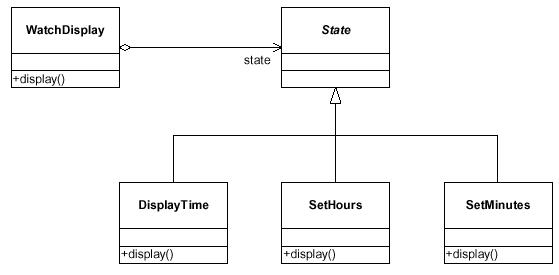 WatchDisplay
State
+display()
state
DisplayTime
SetHours
SetMinutes
+display()
+display()
+display()